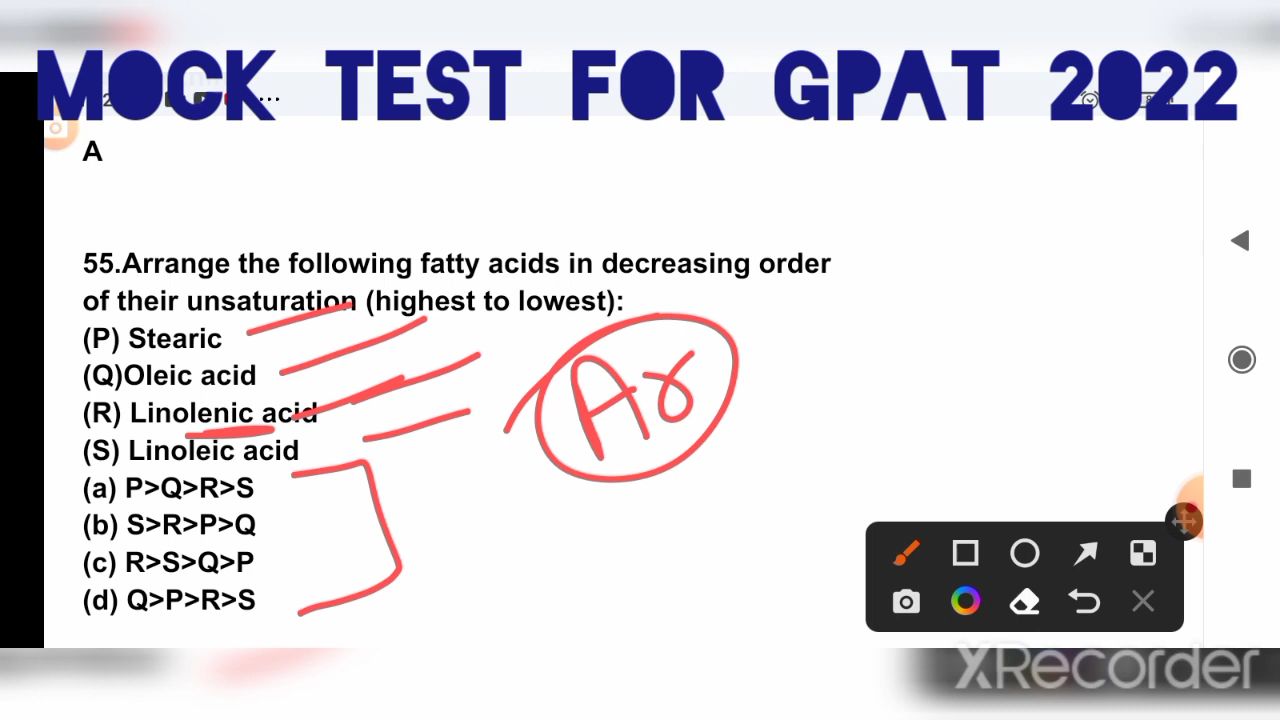 MOCK TEST FOR GPAT 2022
A
55.Arrange the following fatty acids in decreasing order
of their unsaturation (highest to lowest):
(P) Stearic
(Q)Oleic acid
(R) Linolenic acid
(S) Linoleic acid
(a) P>Q>R>S
(b) S>R>P>Q
(c) R>S>Q>P
(d) Q>P>R>S
Ar
XRecorder